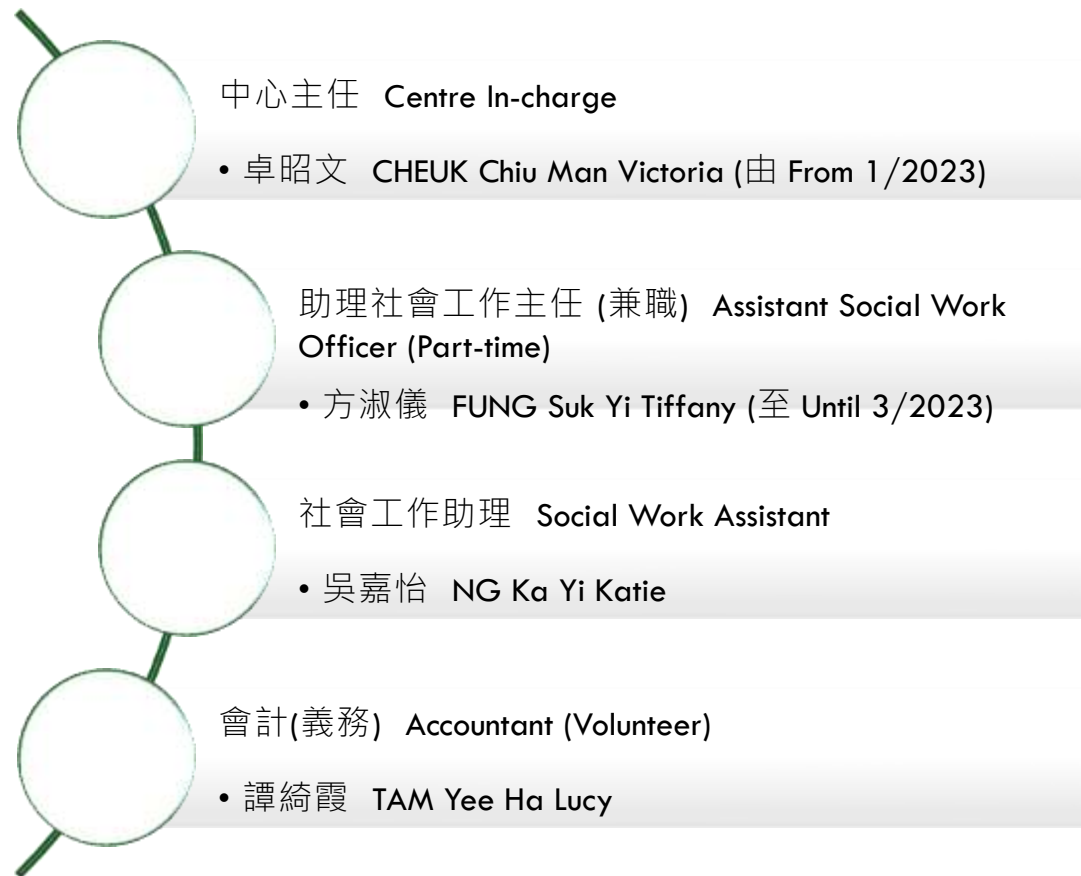 中心主任 Centre In-charge
• 卓昭文 CHEUK Chiu Man Victoria (由 From 1/2023)
助理社會工作主任 (兼職) Assistant Social Work
Officer (Part-time)
• 方淑儀 FUNG Suk Yi Tiffany (至 Until 3/2023)
社會工作助理 Social Work Assistant
• 吳嘉怡 NG Ka Yi Katie
會計(義務) Accountant (Volunteer)
• 譚綺霞 TAM Yee Ha Lucy